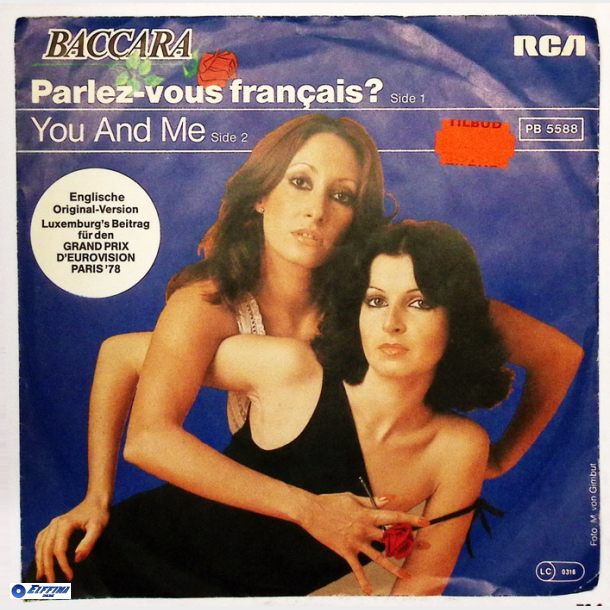 BACCARA
RCA
Parlez-vous français? Side 1
You And Me Side 2
TILBUD
PB 5588
Englische
Original-Version
Luxemburg's Beitrag
für den
GRAND PRIX
D'EUROVISION
PARIS '78
Foto: M. von Gimbut
LC 0316